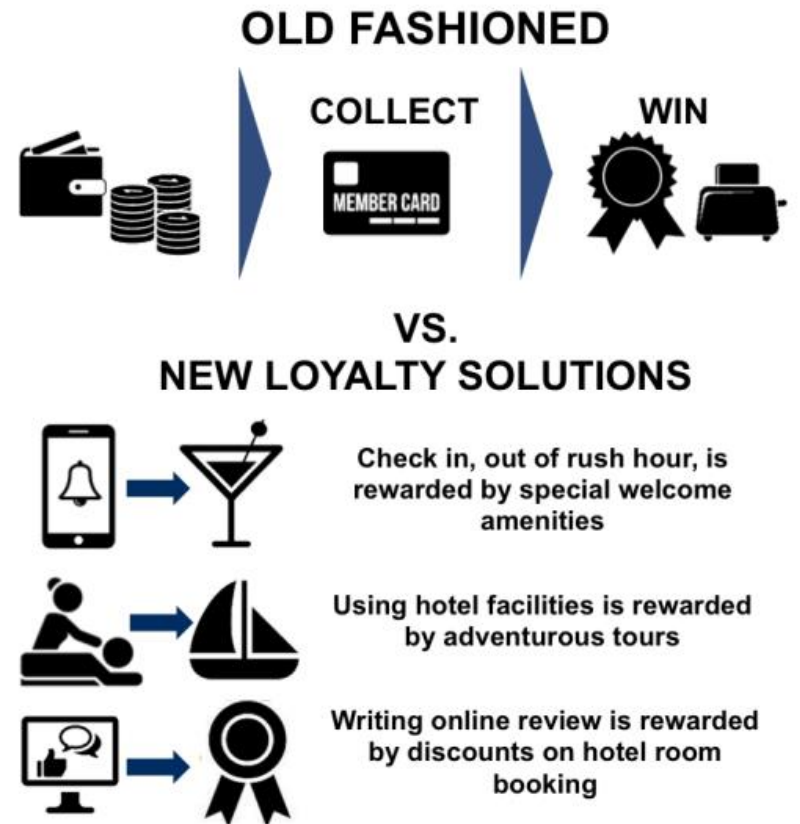 OLD FASHIONED
COLLECT
WIN
MEMBER CARD
VS.
NEW LOYALTY SOLUTIONS
Check in, out of rush hour, is
rewarded by special welcome
amenities
Using hotel facilities is rewarded
by adventurous tours
Writing online review is rewarded
by discounts on hotel room
booking